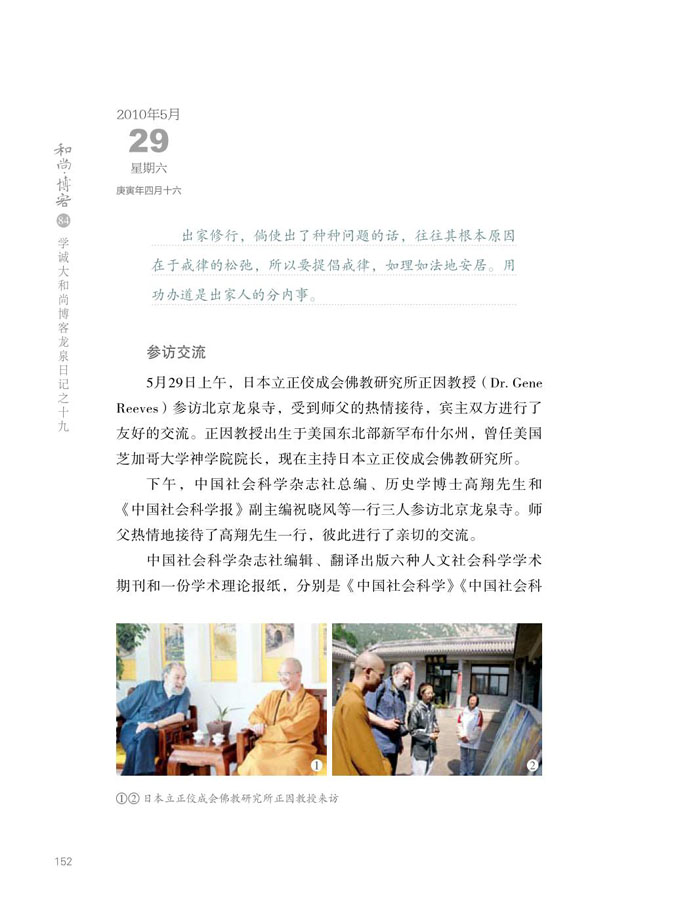 和尚·博客
84
学诚大和尚博客龙泉日记之十九
2010年5月
29
星期六
庚寅年四月十六
出家修行，倘使出了种种问题的话，往往其根本原因
在于戒律的松弛，所以要提倡戒律，如理如法地安居。用
功办道是出家人的分内事。
参访交流
5月29日上午，日本立正佼成会佛教研究所正因教授（Dr. Gene
Reeves）参访北京龙泉寺，受到师父的热情接待，宾主双方进行了
友好的交流。正因教授出生于美国东北部新罕布什尔州，曾任美国
芝加哥大学神学院院长，现在主持日本立正佼成会佛教研究所。
下午，中国社会科学杂志社总编、历史学博士高翔先生和
《中国社会科学报》副主编祝晓风等一行三人参访北京龙泉寺。师
父热情地接待了高翔先生一行，彼此进行了亲切的交流。
中国社会科学杂志社编辑、翻译出版六种人文社会科学学术
期刊和一份学术理论报纸，分别是《中国社会科学》《中国社会科
①
②
①② 日本立正佼成会佛教研究所正因教授来访
152